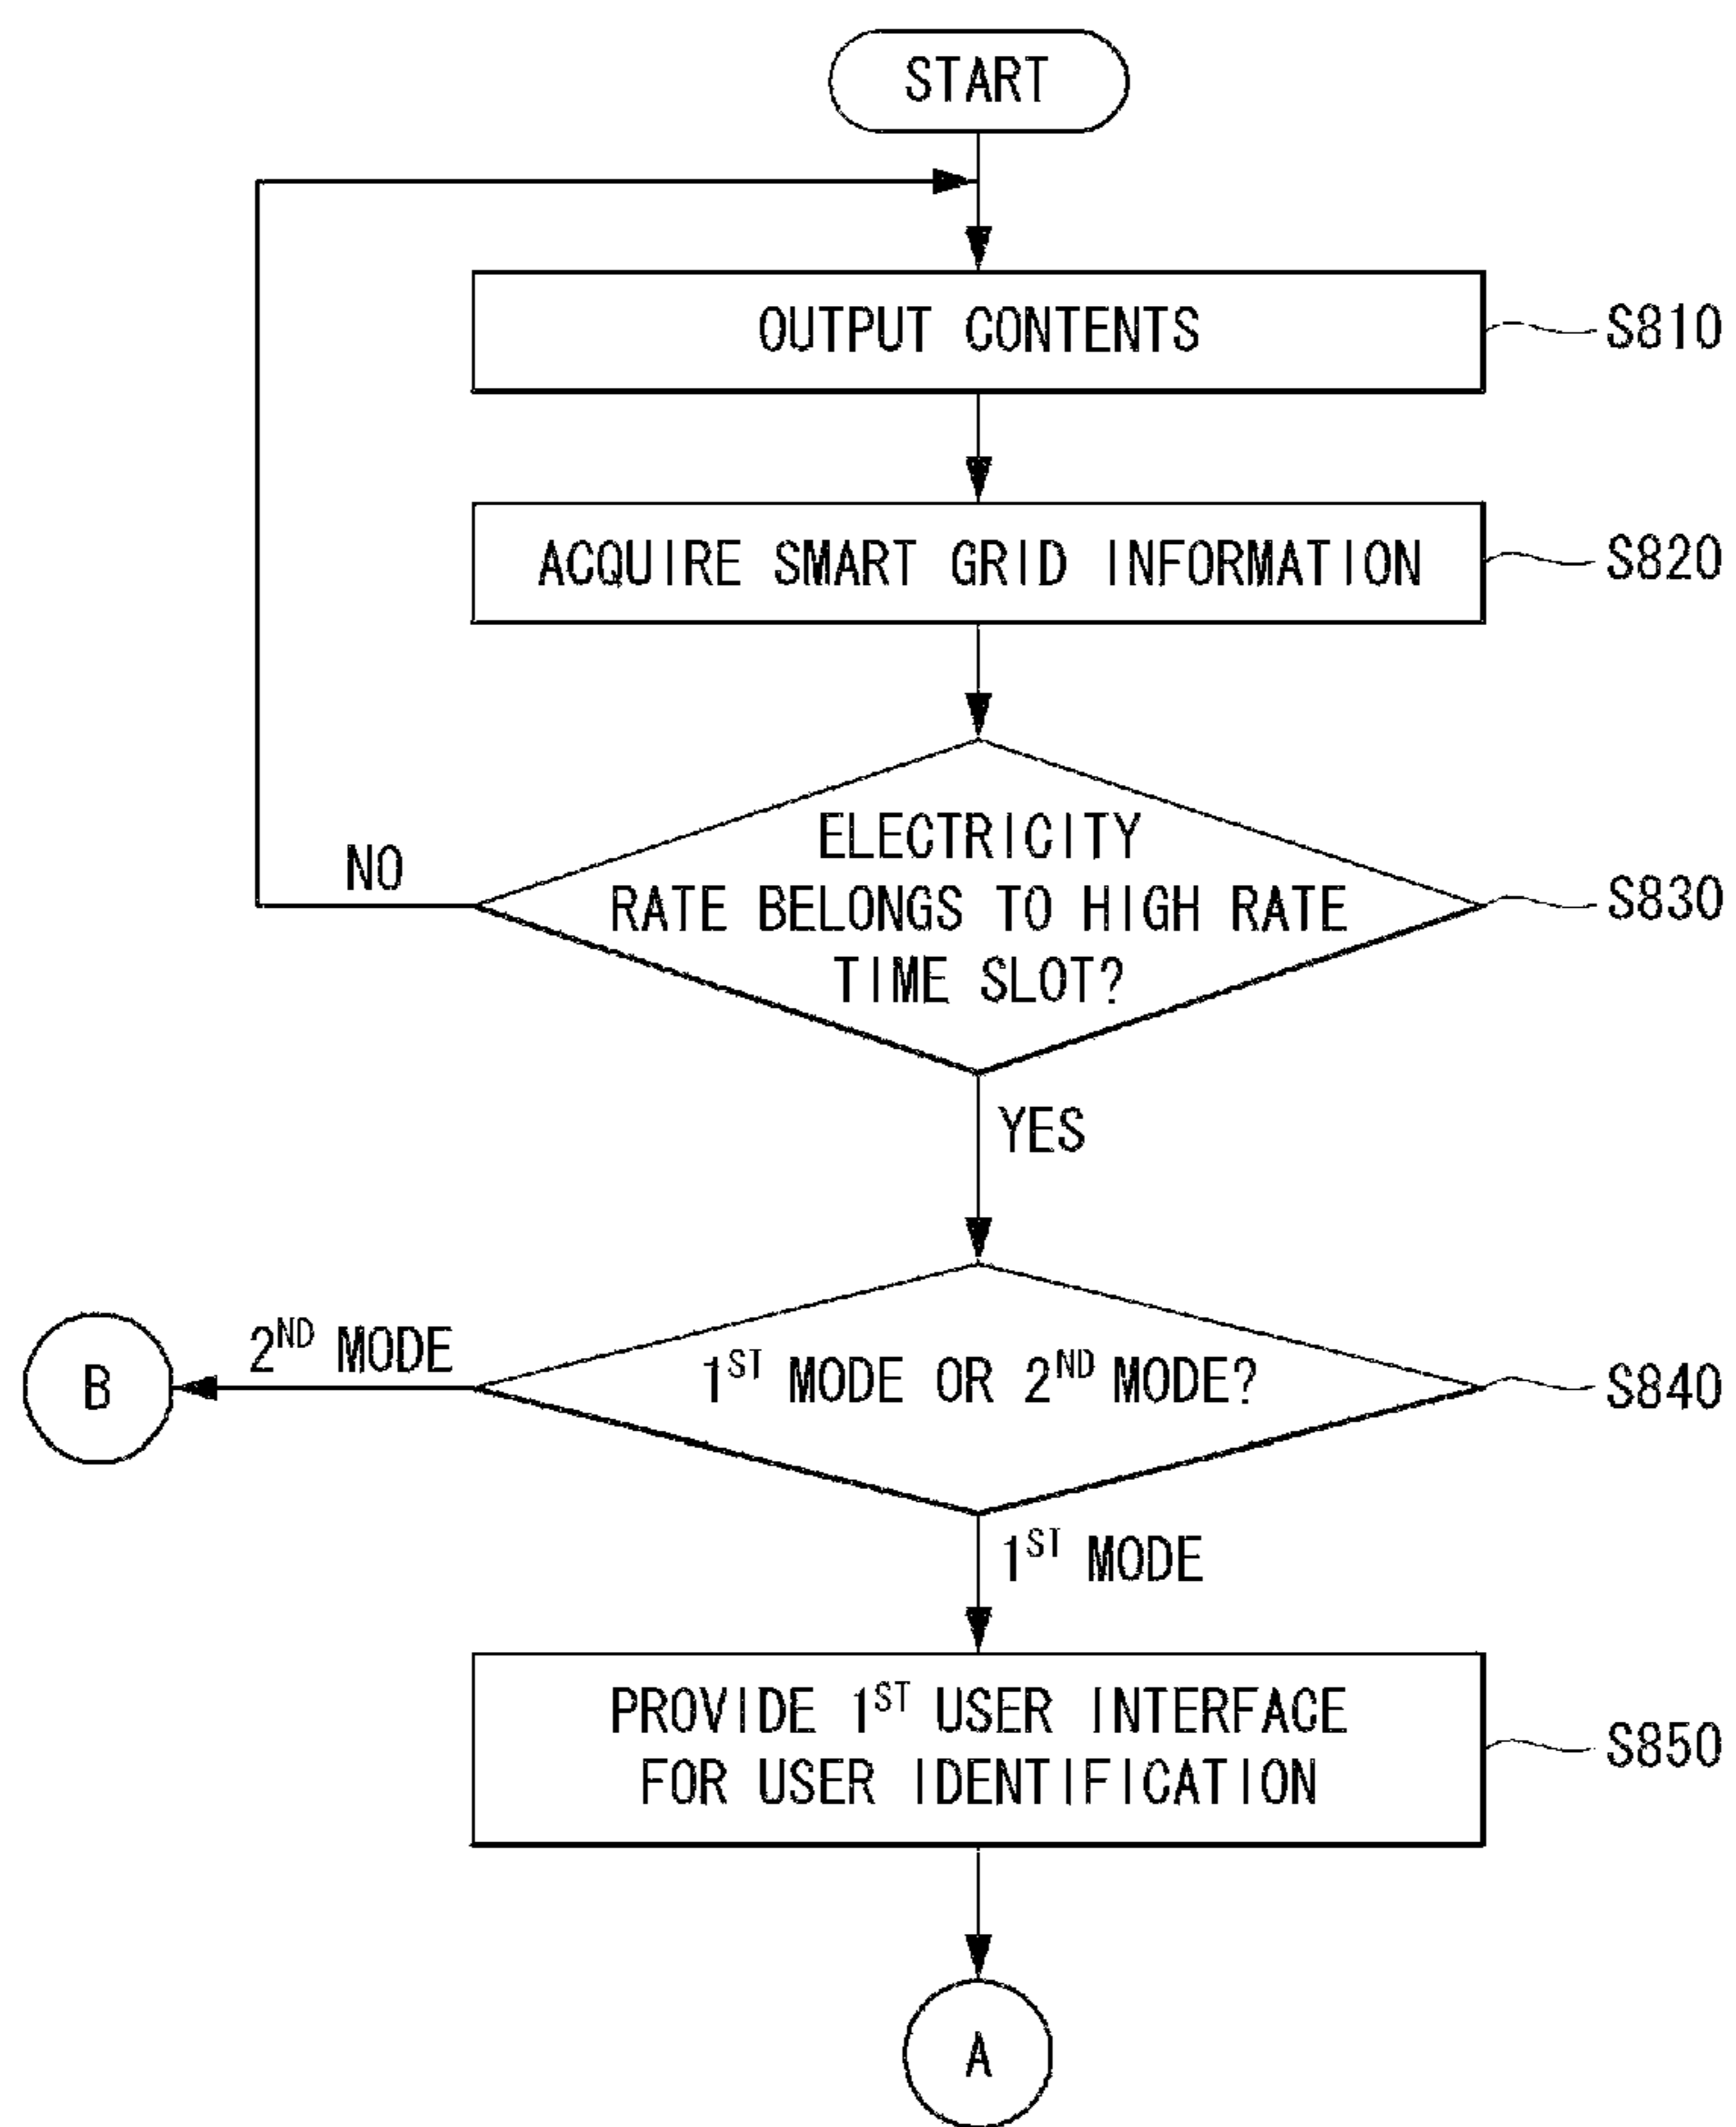 START
OUTPUT CONTENTS
S810
ACQUIRE SMART GRID INFORMATION
S820
ELECTRICITY
RATE BELONGS TO HIGH RATE
TIME SLOT?
S830
NO
YES
1ST MODE OR 2ND MODE?
S840
2ND MODE
B
1ST MODE
PROVIDE 1ST USER INTERFACE
FOR USER IDENTIFICATION
S850
A